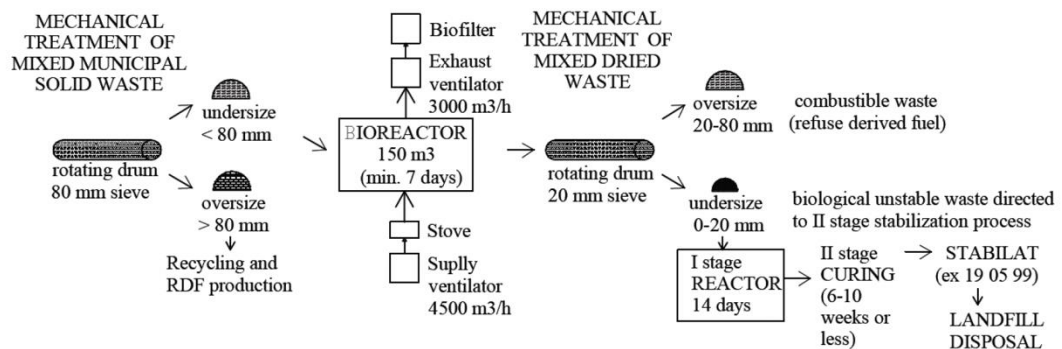 MECHANICAL
TREATMENT OF
MIXED MUNICIPAL
SOLID WASTE
undersize
< 80 mm
rotating drum
80 mm sieve
oversize
> 80 mm
Recycling and
RDF production
Biofilter
Exhaust
ventilator
3000 m3/h
BIOREACTOR
150 m3
(min. 7 days)
Stove
Suplly
ventilator
4500 m3/h
MECHANICAL
TREATMENT OF
MIXED DRIED
WASTE
rotating drum
20 mm sieve
oversize
20-80 mm
combustible waste
(refuse derived fuel)
undersize
0-20 mm
biological unstable waste directed
to II stage stabilization process
I stage
REACTOR
14 days
II stage
CURING
(6-10
weeks or
less)
STABILAT
(ex 19 05 99)
LANDFILL
DISPOSAL